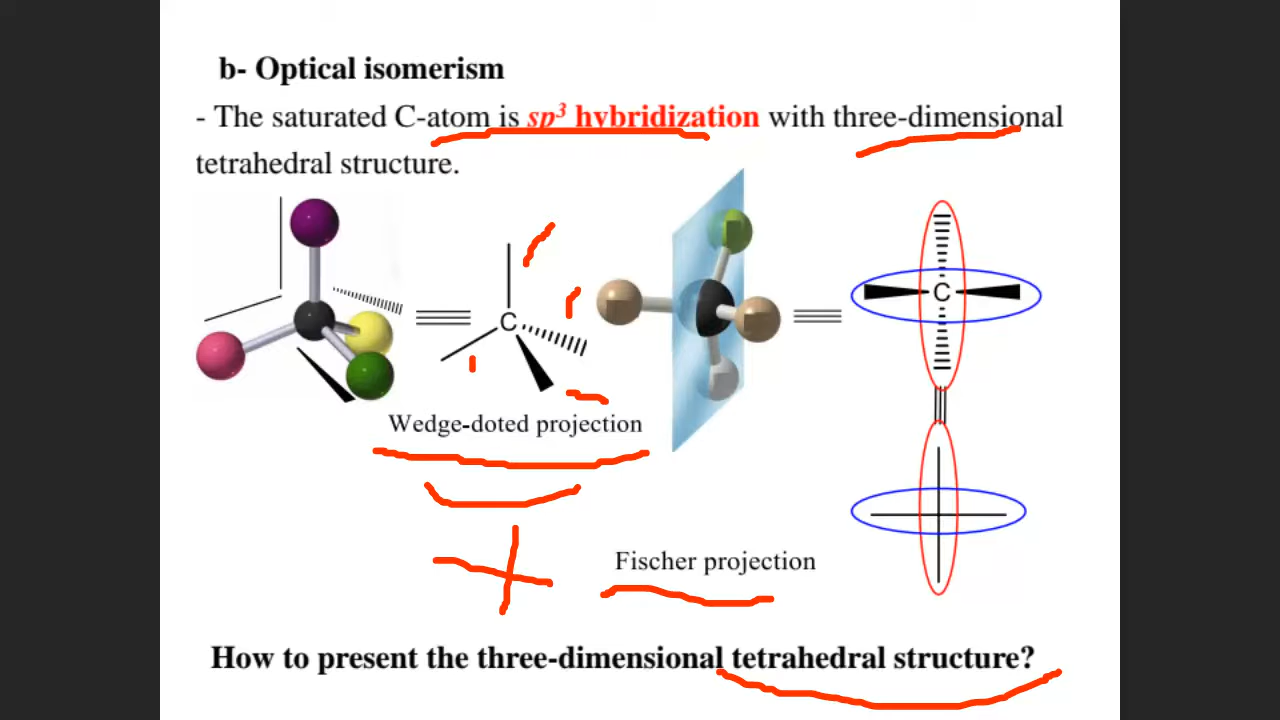 b- Optical isomerism
- The saturated C-atom is sp³ hybridization with three-dimensional
tetrahedral structure.
C
C
Wedge-doted projection
Fischer projection
How to present the three-dimensional tetrahedral structure?